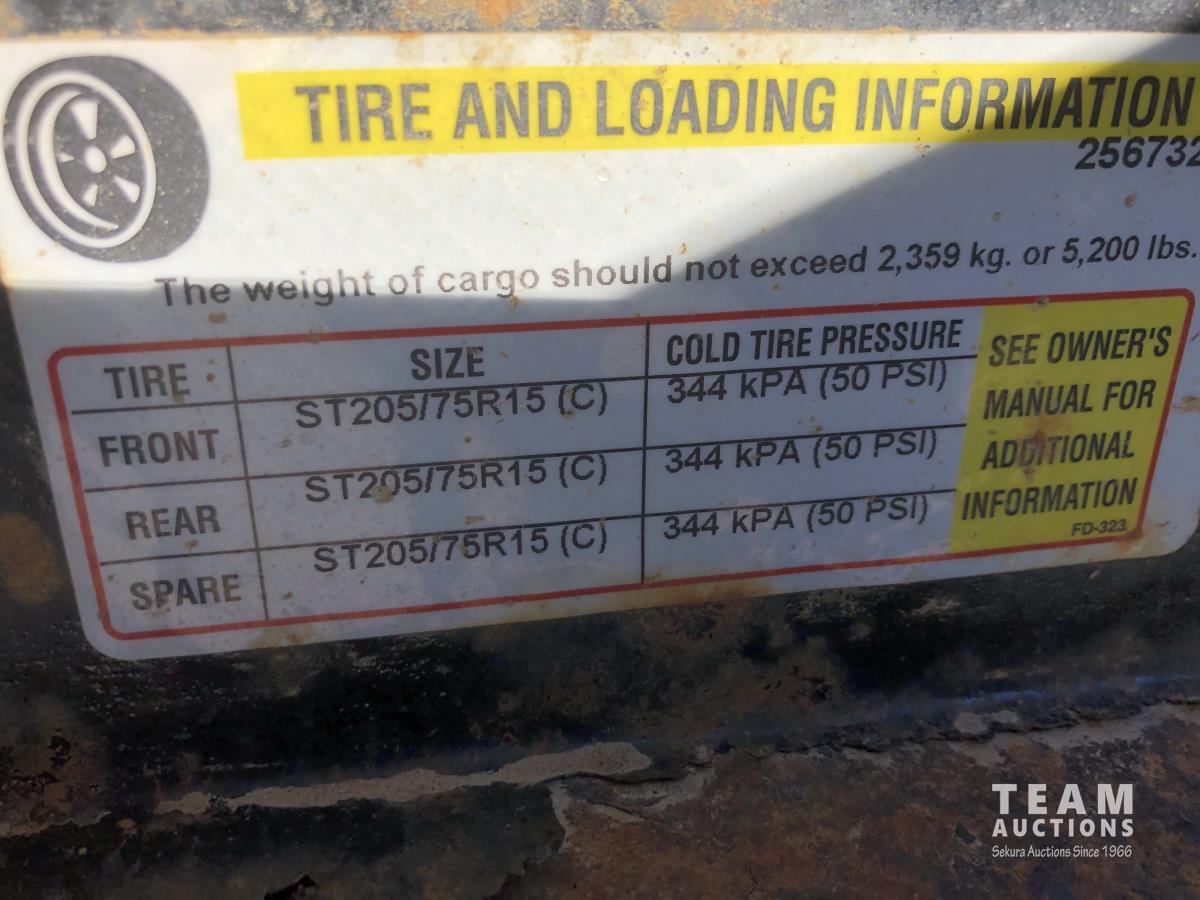 TIRE AND LOADING INFORMATION
256732
The weight of cargo should not exceed 2,359 kg. or 5,200 lbs.
TIRE SIZE COLD TIRE PRESSURE
FRONT ST205/75R15 (C) 344 kPA (50 PSI)
REAR ST205/75R15 (C) 344 kPA (50 PSI)
SPARE ST205/75R15 (C) 344 kPA (50 PSI)
SEE OWNER'S
MANUAL FOR
ADDITIONAL
INFORMATION
FD-323
TEAM
AUCTIONS
Sekura Auctions Since 1966